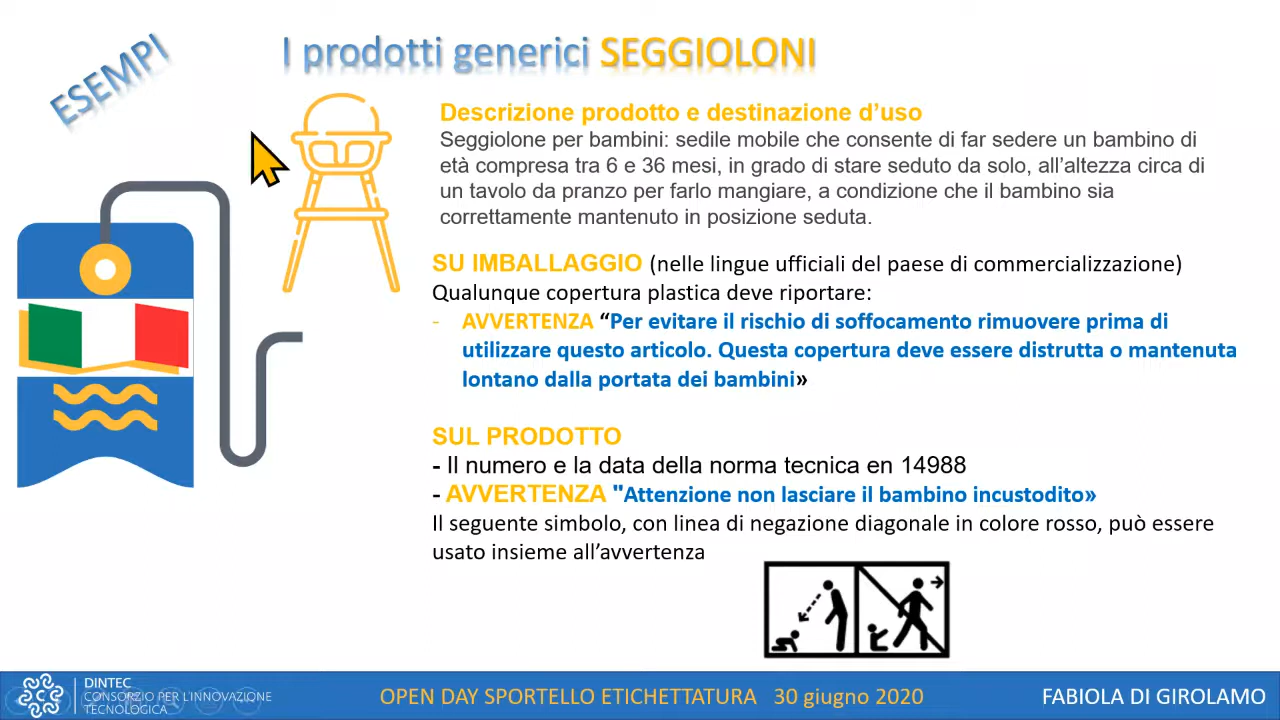 ESEMPI
I prodotti generici SEGGIOLONI
Descrizione prodotto e destinazione d’uso
Seggiolone per bambini: sedile mobile che consente di far sedere un bambino di
età compresa tra 6 e 36 mesi, in grado di stare seduto da solo, all’altezza circa di
un tavolo da pranzo per farlo mangiare, a condizione che il bambino sia
correttamente mantenuto in posizione seduta.
SU IMBALLAGGIO (nelle lingue ufficiali del paese di commercializzazione)
Qualunque copertura plastica deve riportare:
- AVVERTENZA “Per evitare il rischio di soffocamento rimuovere prima di
utilizzare questo articolo. Questa copertura deve essere distrutta o mantenuta
lontano dalla portata dei bambini»
SUL PRODOTTO
- Il numero e la data della norma tecnica en 14988
- AVVERTENZA "Attenzione non lasciare il bambino incustodito»
Il seguente simbolo, con linea di negazione diagonale in colore rosso, può essere
usato insieme all’avvertenza
DINTEC
CONSORZIO PER L'INNOVAZIONE
TECNOLOGICA
OPEN DAY SPORTELLO ETICHETTATURA 30 giugno 2020
FABIOLA DI GIROLAMO